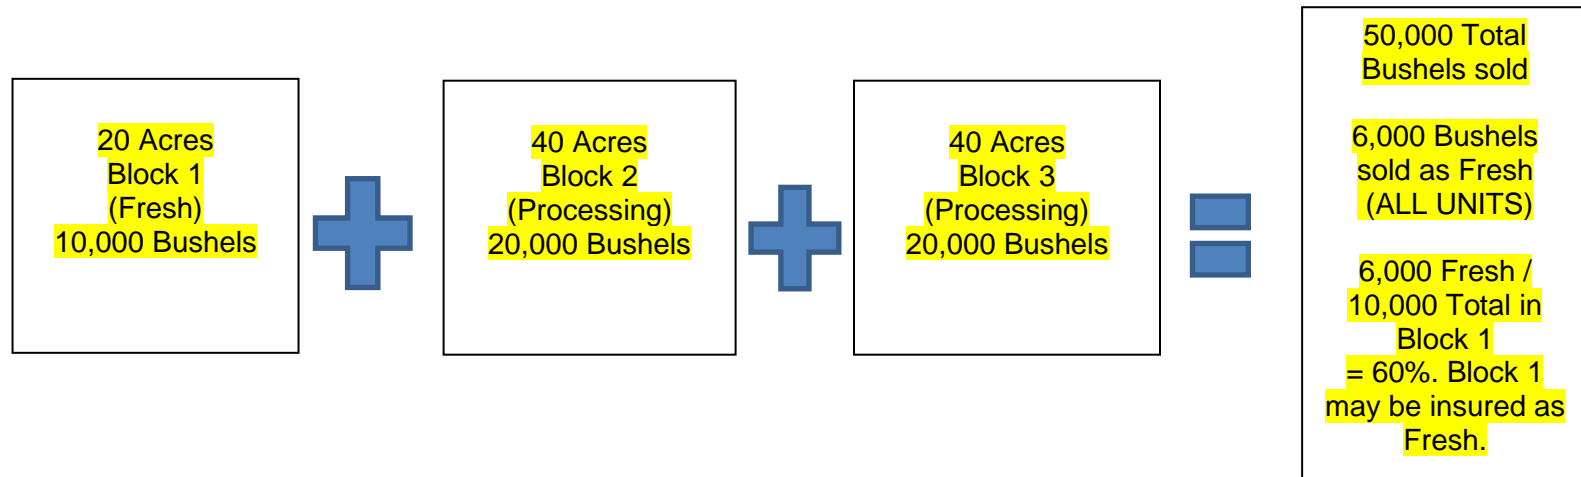 20 Acres
Block 1
(Fresh)
10,000 Bushels
40 Acres
Block 2
(Processing)
20,000 Bushels
40 Acres
Block 3
(Processing)
20,000 Bushels
50,000 Total
Bushels sold
6,000 Bushels
sold as Fresh
(ALL UNITS)
6,000 Fresh /
10,000 Total in
Block 1
= 60%. Block 1
may be insured as
Fresh.